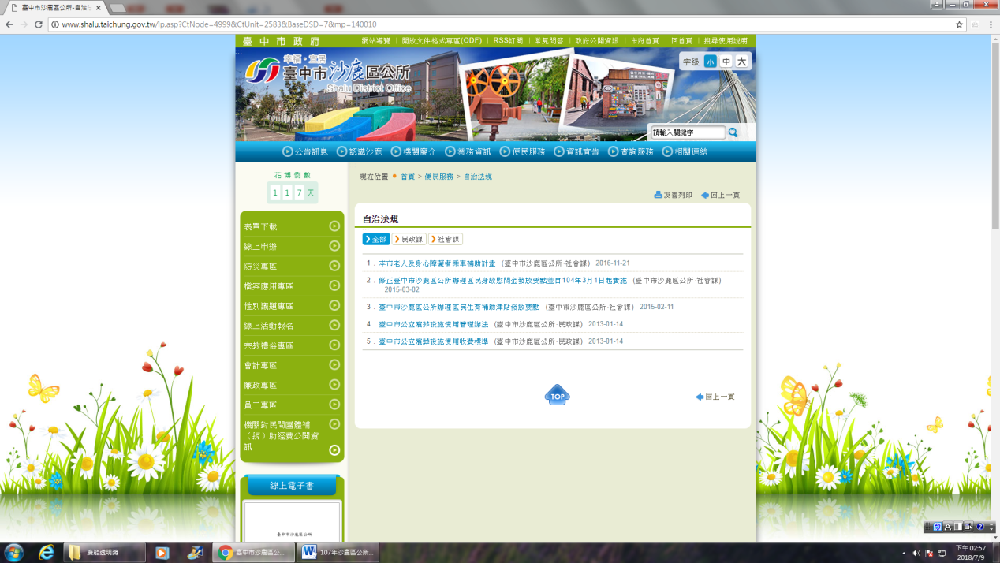 臺中市沙鹿區公所-自治法
www.shalu.taichung.gov.tw/lp.asp?CtNode=4999&CtUnit=2583&BaseDSD=7&mp=140010
臺中市政府
網站導覽 | 開放文件格式專區(ODF) | RSS訂閱 | 常見問答 | 政府公開資訊 | 市府首頁 | 回首頁 | 搜尋使用說明
幸福·宜居
臺中市沙鹿區公所
Shalu District Office
字級 小 中 大
請輸入關鍵字
公告訊息 認識沙鹿 機關簡介 業務資訊 便民服務 資訊宣告 查詢服務 相關連結
花博倒數
1 1 7 天
現在位置 首頁 > 便民服務 > 自治法規
友善列印 回上一頁
表單下載
線上申辦
防災專區
檔案應用專區
性別議題專區
線上活動報名
宗教禮俗專區
會計專區
廉政專區
員工專區
機關對民間團體補
（捐）助經費公開資
訊
線上電子書
臺中市沙鹿區公所
自治法規
全部 民政課 社會課
1 . 本市老人及身心障礙者乘車補助計畫 （臺中市沙鹿區公所·社會課） 2016-11-21
2 . 修正臺中市沙鹿區公所辦理區民身故慰問金發放要點並自104年3月1日起實施 （臺中市沙鹿區公所·社會課）
2015-03-02
3 . 臺中市沙鹿區公所辦理區民生育補助津貼發放要點 （臺中市沙鹿區公所·社會課） 2015-02-11
4 . 臺中市公立殯葬設施使用管理辦法 （臺中市沙鹿區公所·民政課） 2013-01-14
5 . 臺中市公立殯葬設施使用收費標準 （臺中市沙鹿區公所·民政課） 2013-01-14
TOP
回上一頁
廉能透明獎
臺中市沙鹿區公...
107年沙鹿區公所...
下午 02:57
2018/7/9